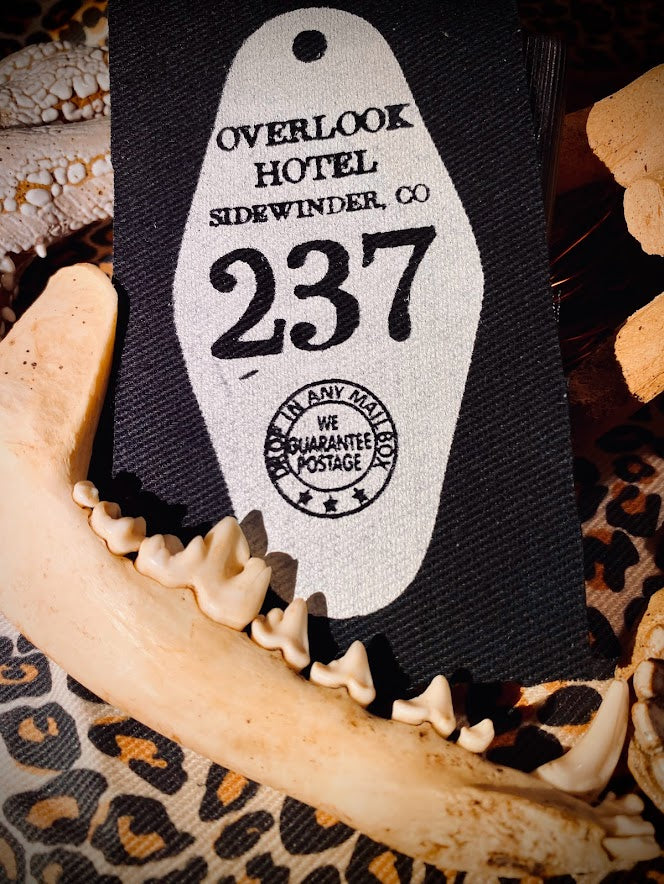 OVERLOOK
HOTEL
SIDEWINDER, CO
237
DROP IN ANY MAILBOX
WE
GUARANTEE
POSTAGE